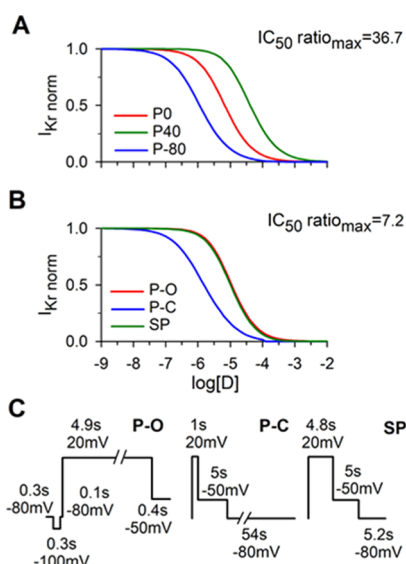 A
IC50 ratiomax=36.7
1.0
0.5
0.0
IKr norm
P0
P40
P-80
B
IC50 ratiomax=7.2
1.0
0.5
0.0
IKr norm
P-O
P-C
SP
-9 -8 -7 -6 -5 -4 -3 -2
log[D]
C
4.9s
20mV
P-O
1s
20mV
P-C
4.8s
20mV
SP
0.3s
-80mV
0.1s
-80mV
0.3s
-100mV
0.4s
-50mV
5s
-50mV
54s
-80mV
5s
-50mV
5.2s
-80mV